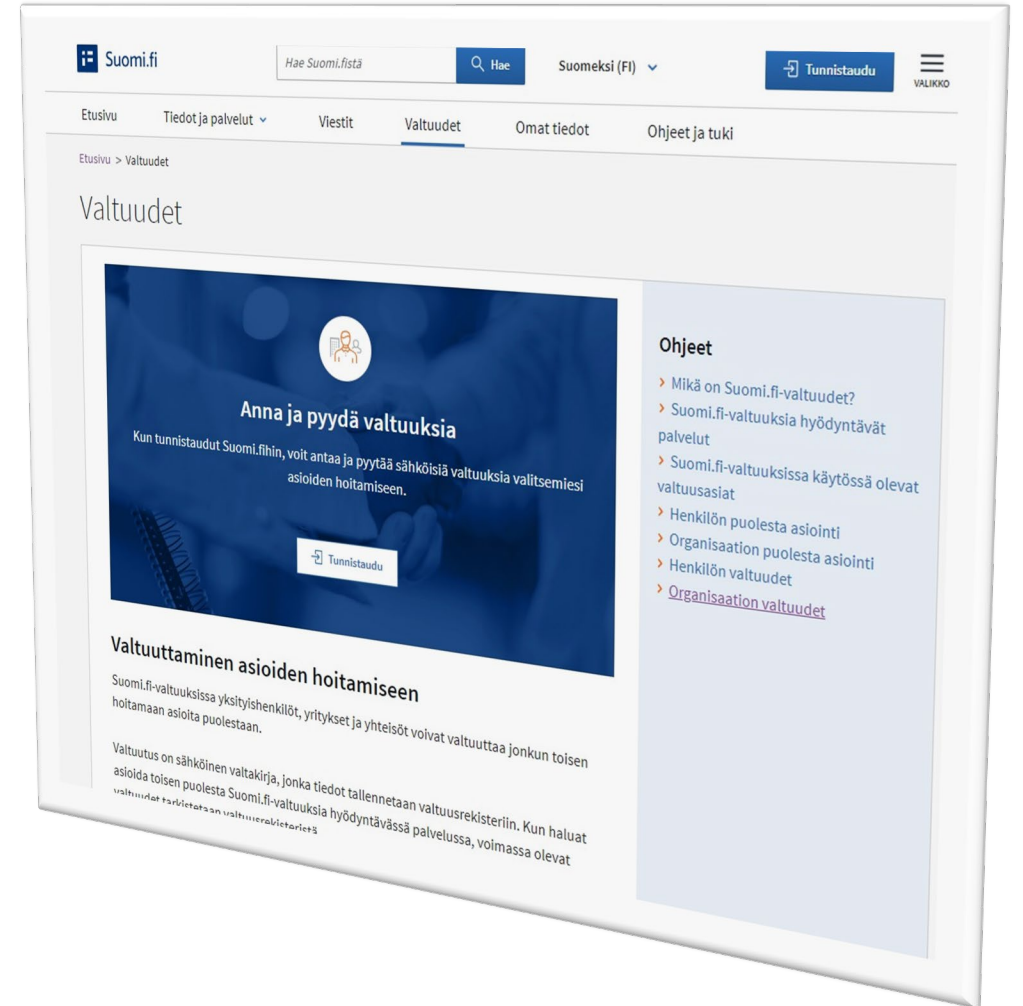 Suomi.fi
Hae Suomi.fistä
Hae
Suomeksi (FI)
Tunnistaudu
VALIKKO
Etusivu
Tiedot ja palvelut
Viestit
Valtuudet
Omat tiedot
Ohjeet ja tuki
Etusivu > Valtuudet
Valtuudet
Anna ja pyydä valtuuksia
Kun tunnistaudut Suomi.fihin, voit antaa ja pyytää sähköisiä valtuuksia valitsemiesi
asioiden hoitamiseen.
Tunnistaudu
Valtuuttaminen asioiden hoitamiseen
Suomi.fi-valtuuksissa yksityishenkilöt, yritykset ja yhteisöt voivat valtuuttaa jonkun toisen
hoitamaan asioita puolestaan.
Valtuutus on sähköinen valtakirja, jonka tiedot tallennetaan valtuusrekisteriin. Kun haluat
asioida toisen puolesta Suomi.fi-valtuuksia hyödyntävässä palvelussa, voimassa olevat
valtuudet tarkistetaan valtuusrekisteristä
Ohjeet
Mikä on Suomi.fi-valtuudet?
Suomi.fi-valtuuksia hyödyntävät
palvelut
Suomi.fi-valtuuksissa käytössä olevat
valtuusasiat
Henkilön puolesta asiointi
Organisaation puolesta asiointi
Henkilön valtuudet
Organisaation valtuudet